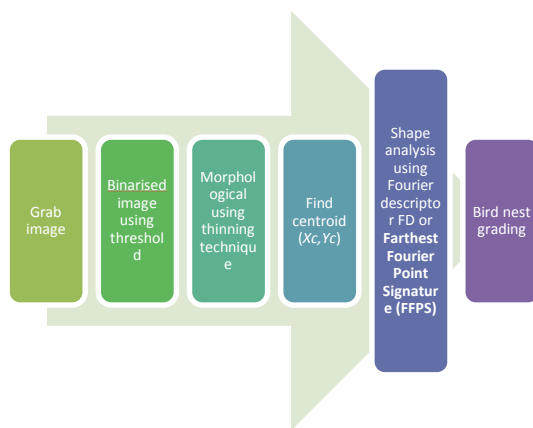 Grab
image
Binarised
image
using
threshol
d
Morphol
ogical
using
thinning
techniqu
e
Find
centroid
(Xc,Yc)
Shape
analysis
using
Fourier
descripto
r FD or
Farthest
Fourier
Point
Signatur
e (FFPS)
Bird nest
grading